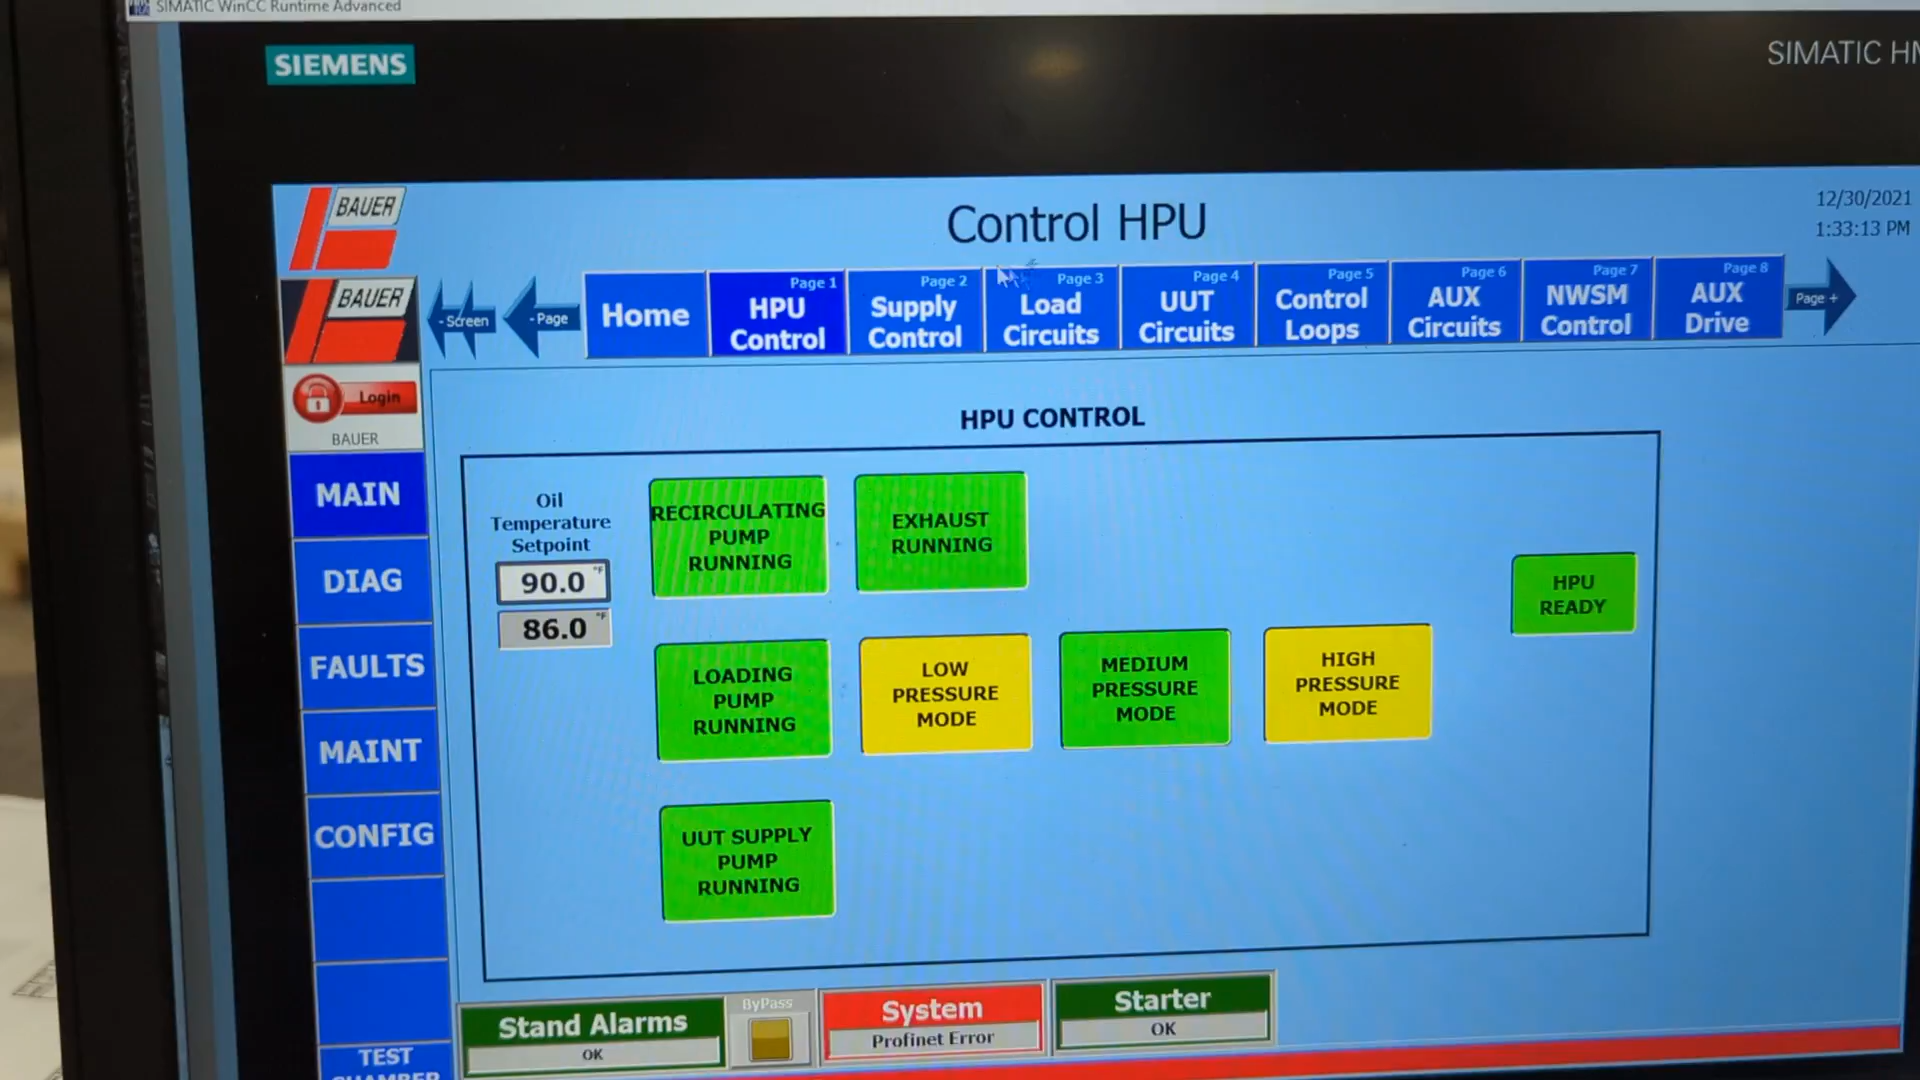 SIMATIC WinCC Runtime Advanced
SIEMENS
SIMATIC HM
BAUER
Control HPU
12/30/2021
1:33:13 PM
BAUER
- Screen
- Page
Home
Page 1
HPU
Control
Page 2
Supply
Control
Page 3
Load
Circuits
Page 4
UUT
Circuits
Page 5
Control
Loops
Page 6
AUX
Circuits
Page 7
NWSM
Control
Page 8
AUX
Drive
Page +
Login
BAUER
MAIN
DIAG
FAULTS
MAINT
CONFIG
TEST
CHAMBER
HPU CONTROL
Oil
Temperature
Setpoint
90.0 °F
86.0 °F
RECIRCULATING
PUMP
RUNNING
EXHAUST
RUNNING
HPU
READY
LOADING
PUMP
RUNNING
LOW
PRESSURE
MODE
MEDIUM
PRESSURE
MODE
HIGH
PRESSURE
MODE
UUT SUPPLY
PUMP
RUNNING
Stand Alarms
OK
ByPass
System
Profinet Error
Starter
OK